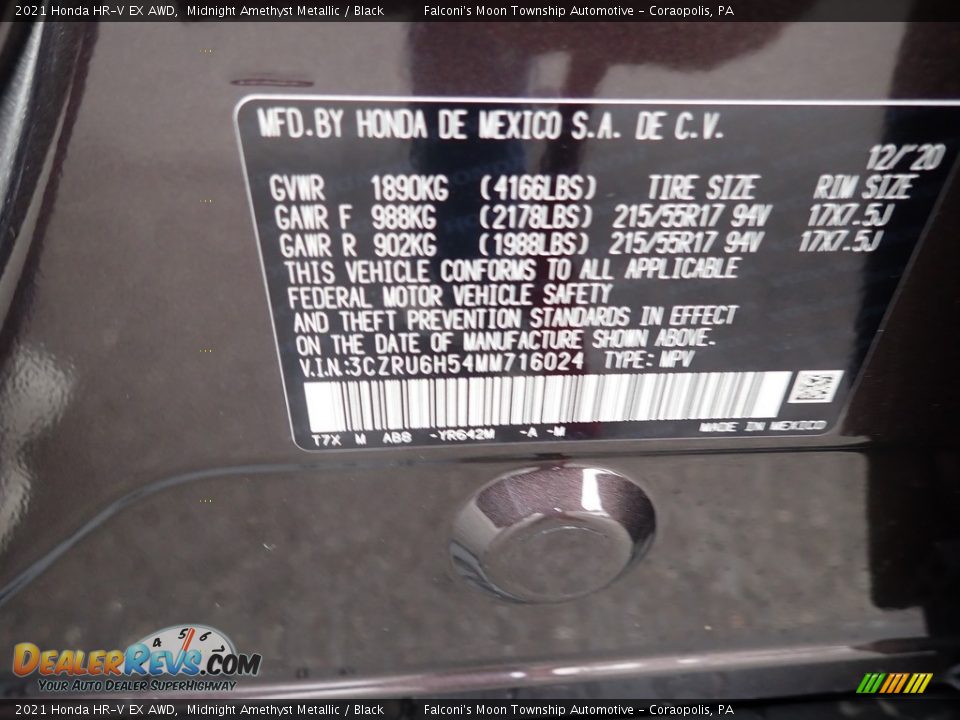 2021 Honda HR-V EX AWD, Midnight Amethyst Metallic / Black Falconi's Moon Township Automotive - Coraopolis, PA
MFD.BY HONDA DE MEXICO S.A. DE C.V.
12/'20
GVWR 1890KG (4166LBS) TIRE SIZE RIM SIZE
GAWR F 988KG (2178LBS) 215/55R17 94V 17X7.5J
GAWR R 902KG (1988LBS) 215/55R17 94V 17X7.5J
THIS VEHICLE CONFORMS TO ALL APPLICABLE
FEDERAL MOTOR VEHICLE SAFETY
AND THEFT PREVENTION STANDARDS IN EFFECT
ON THE DATE OF MANUFACTURE SHOWN ABOVE.
V.I.N.:3CZRU6H54MM716024 TYPE: MPV
T7X M AB8 -YR642M -A -M MADE IN MEXICO
4 5 6
DEALERREVS.COM
YOUR AUTO DEALER SUPERHIGHWAY
2021 Honda HR-V EX AWD, Midnight Amethyst Metallic / Black Falconi's Moon Township Automotive - Coraopolis, PA